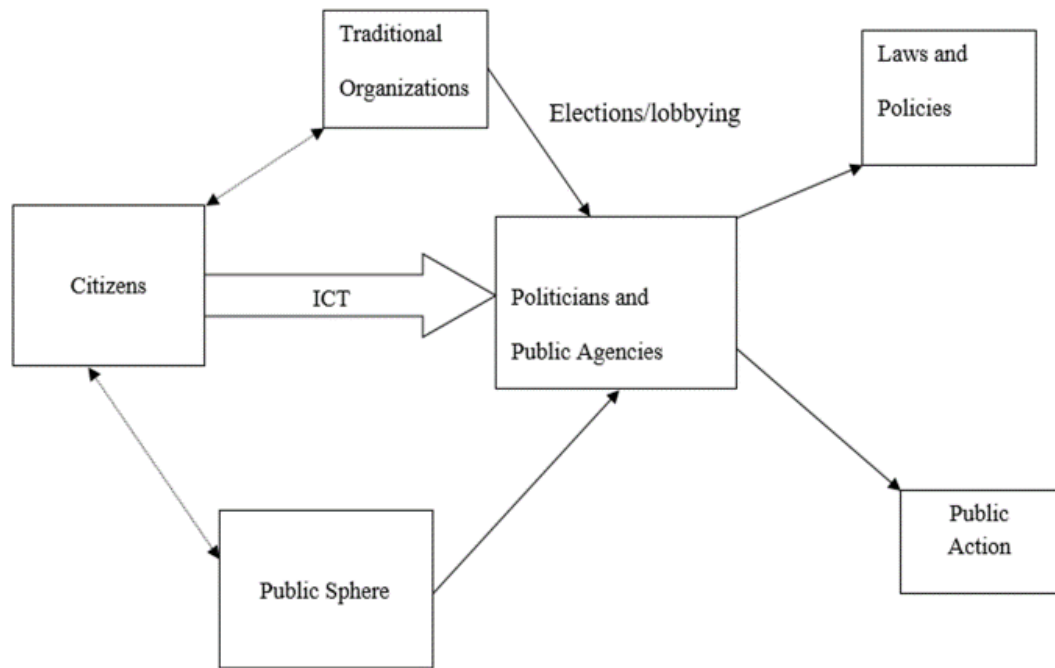 Traditional
Organizations
Elections/lobbying
Laws and
Policies
Citizens
ICT
Politicians and
Public Agencies
Public Sphere
Public
Action